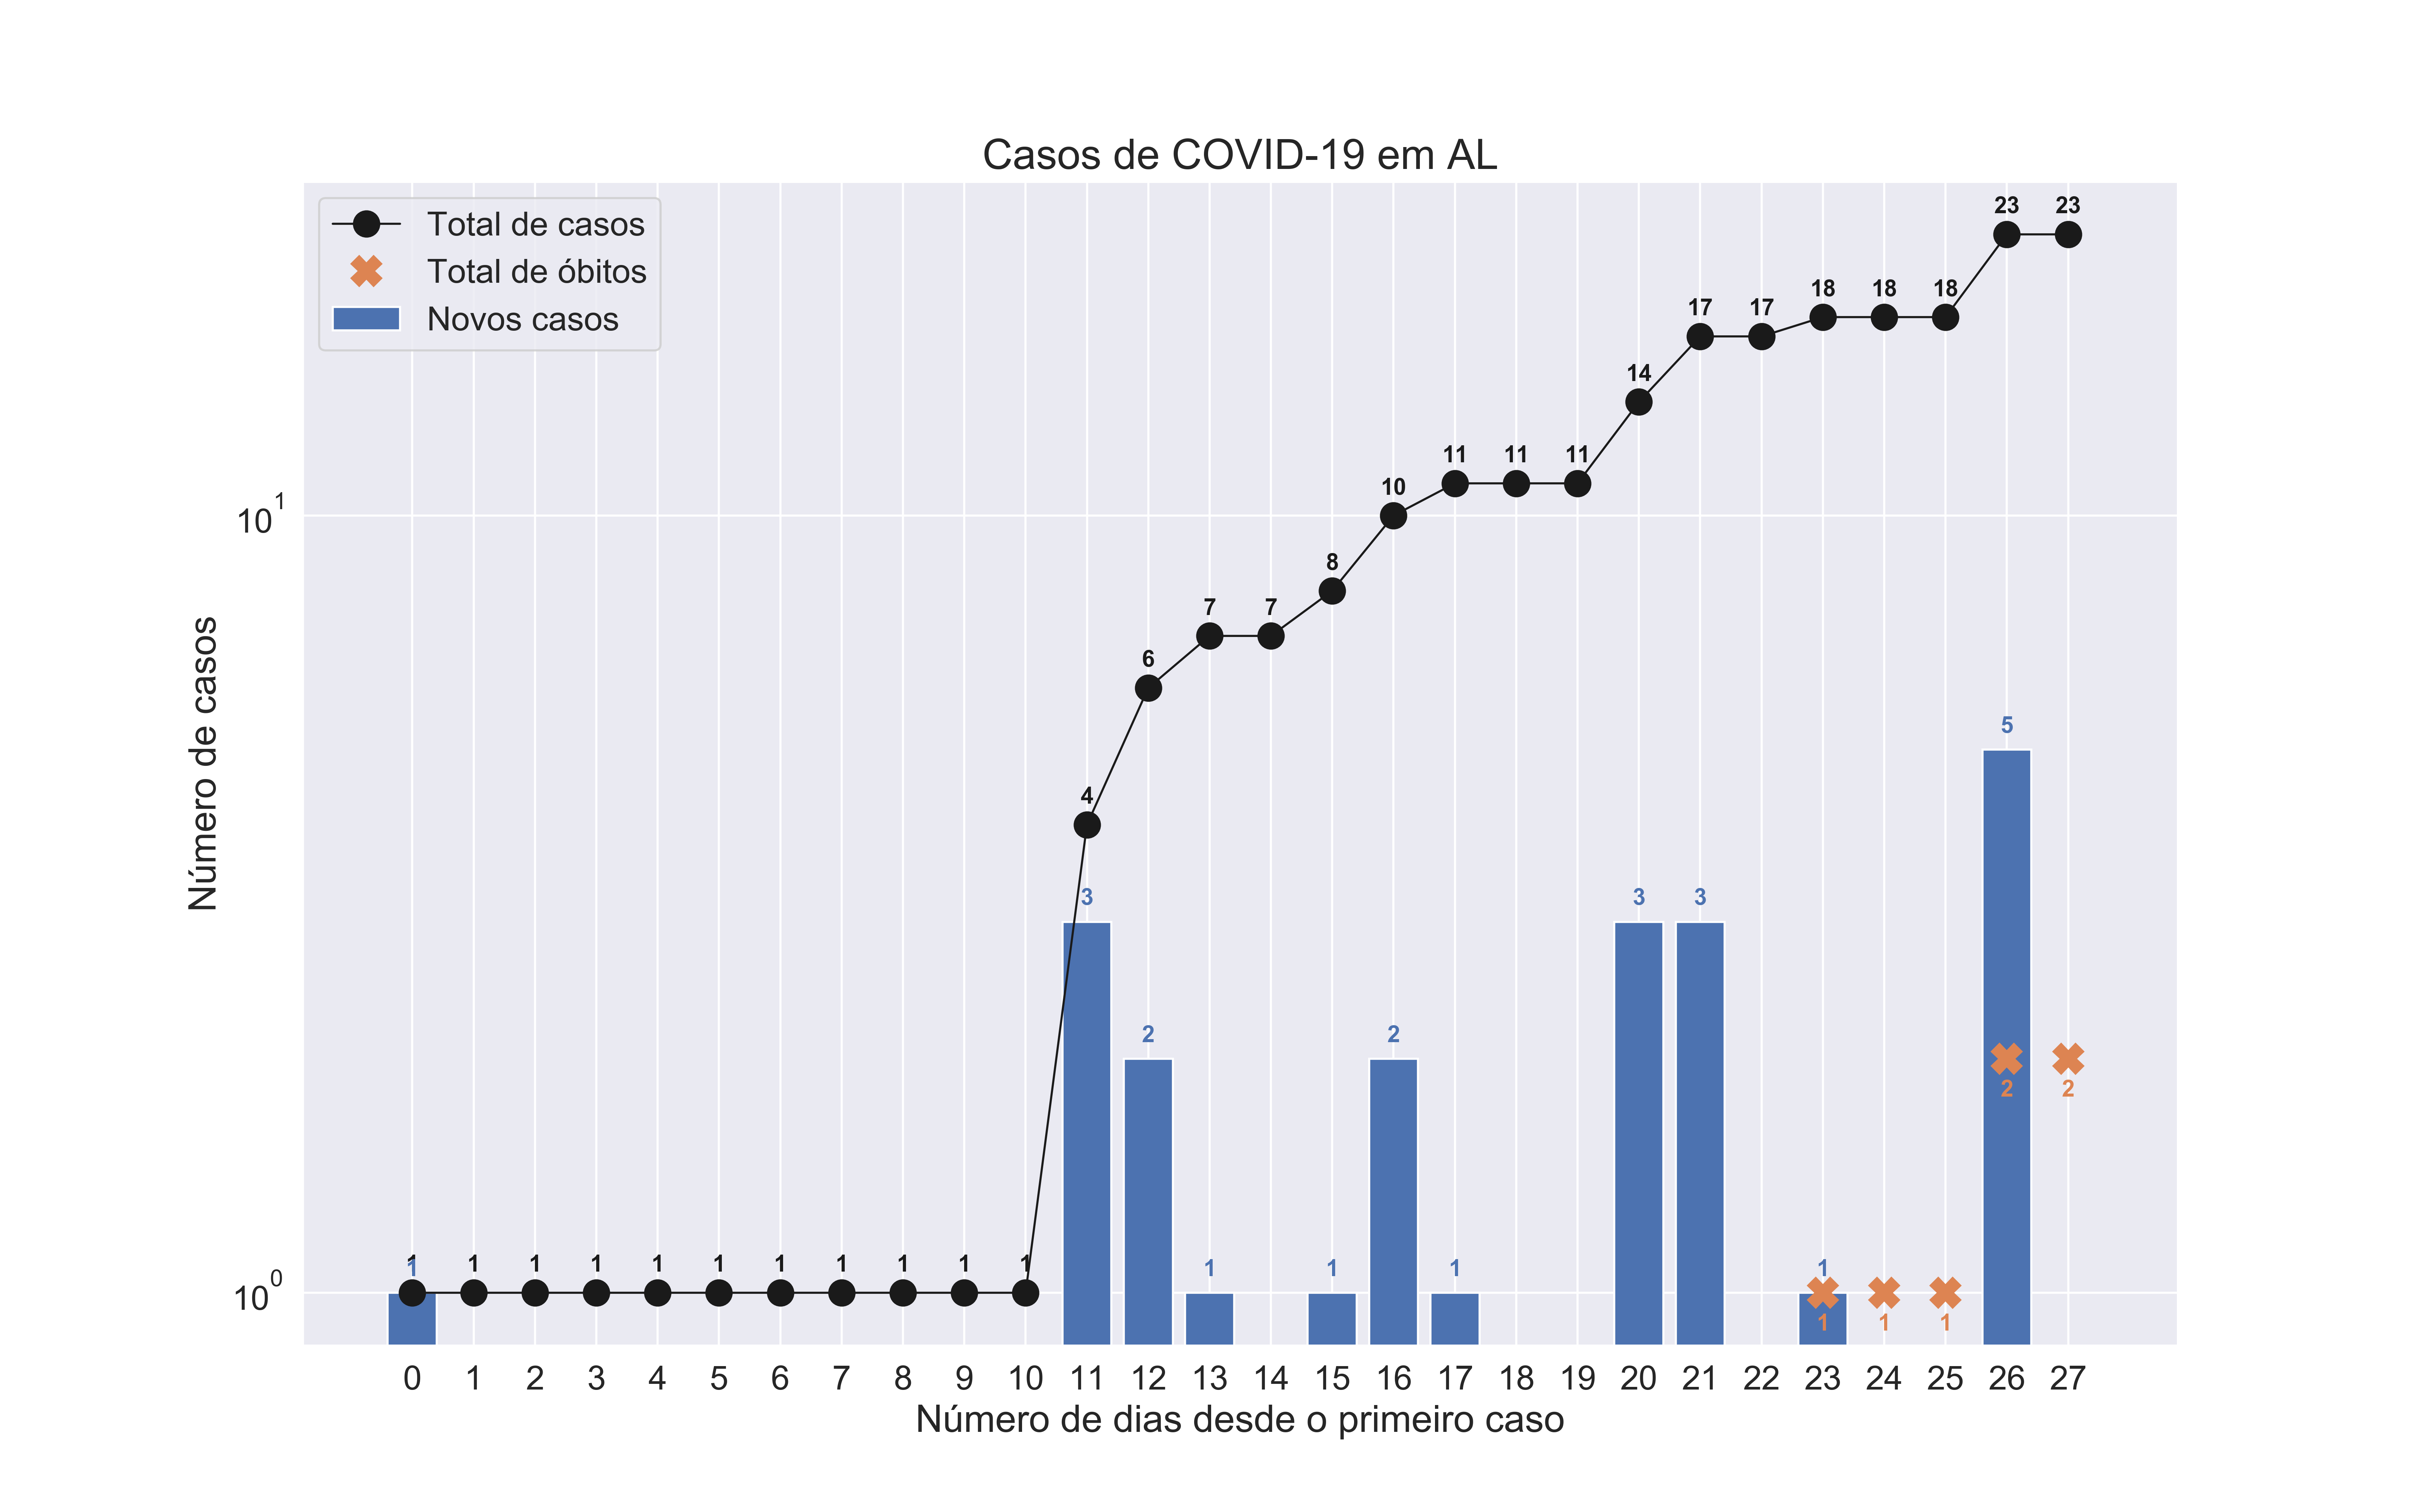 Casos de COVID-19 em AL
Total de casos
Total de óbitos
Novos casos
23 23
18 18 18
17 17
14
11 11 11
10
10^1
8
7 7
6
5
4
3 3 3
2 2
2 2
1 1 1 1 1 1 1 1 1 1 1
1 1 1 1 1
10^0
1 1 1
0 1 2 3 4 5 6 7 8 9 10 11 12 13 14 15 16 17 18 19 20 21 22 23 24 25 26 27
Número de dias desde o primeiro caso
Número de casos